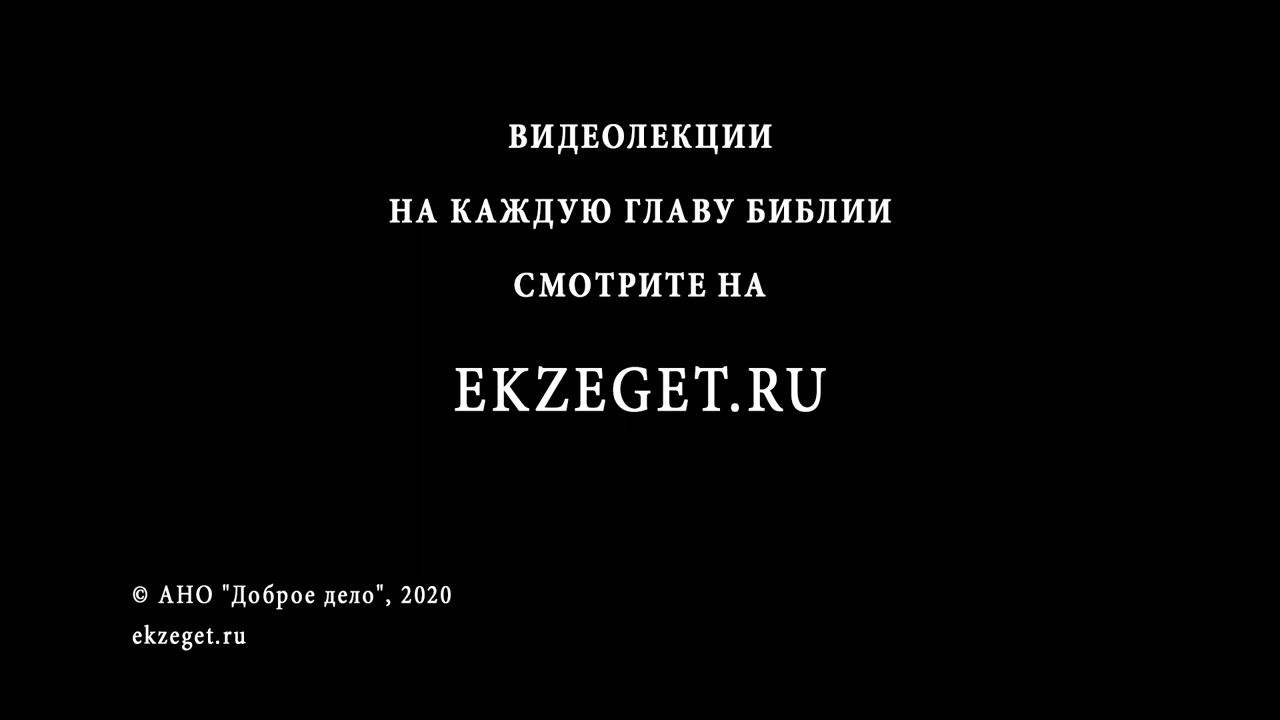 ВИДЕОЛЕКЦИИ
НА КАЖДУЮ ГЛАВУ БИБЛИИ
СМОТРИТЕ НА
EKZEGET.RU
© АНО "Доброе дело", 2020
ekzeget.ru